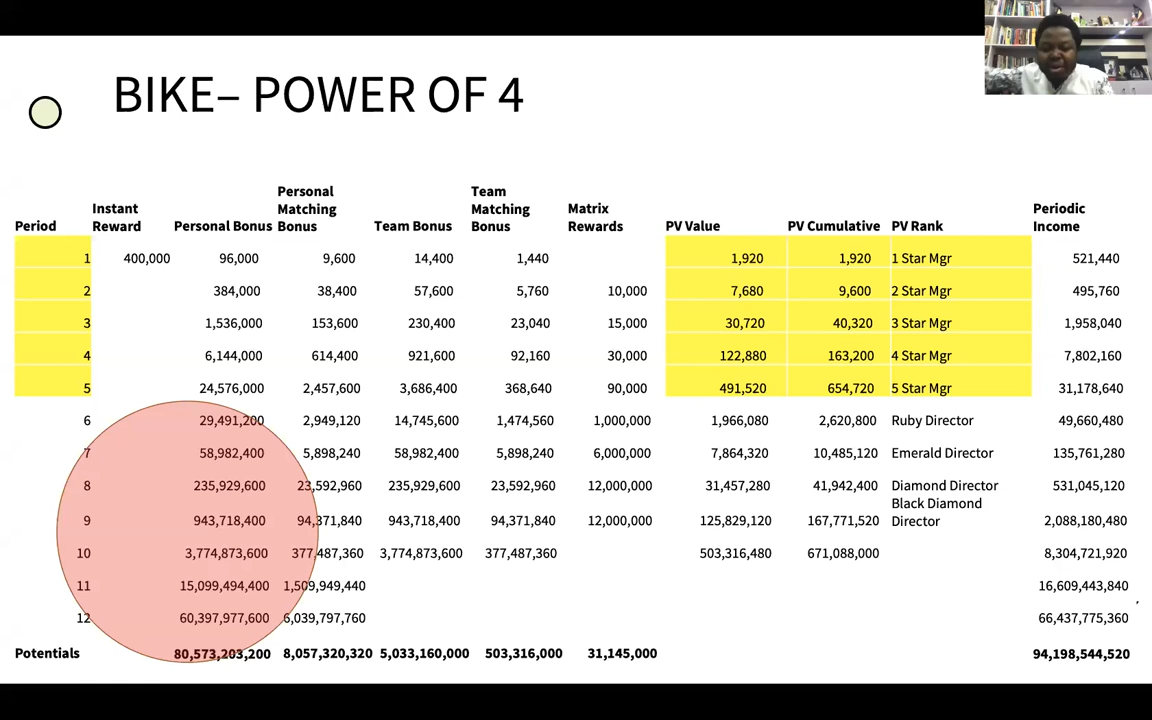 BIKE– POWER OF 4
Period Instant Reward Personal Bonus Personal Matching Bonus Team Bonus Team Matching Bonus Matrix Rewards PV Value PV Cumulative PV Rank Periodic Income
1 400,000 96,000 9,600 14,400 1,440 1,920 1,920 1 Star Mgr 521,440
2 384,000 38,400 57,600 5,760 10,000 7,680 9,600 2 Star Mgr 495,760
3 1,536,000 153,600 230,400 23,040 15,000 30,720 40,320 3 Star Mgr 1,958,040
4 6,144,000 614,400 921,600 92,160 30,000 122,880 163,200 4 Star Mgr 7,802,160
5 24,576,000 2,457,600 3,686,400 368,640 90,000 491,520 654,720 5 Star Mgr 31,178,640
6 29,491,200 2,949,120 14,745,600 1,474,560 1,000,000 1,966,080 2,620,800 Ruby Director 49,660,480
7 58,982,400 5,898,240 58,982,400 5,898,240 6,000,000 7,864,320 10,485,120 Emerald Director 135,761,280
8 235,929,600 23,592,960 235,929,600 23,592,960 12,000,000 31,457,280 41,942,400 Diamond Director 531,045,120
9 943,718,400 94,371,840 943,718,400 94,371,840 12,000,000 125,829,120 167,771,520 Black Diamond Director 2,088,180,480
10 3,774,873,600 377,487,360 3,774,873,600 377,487,360 503,316,480 671,088,000 8,304,721,920
11 15,099,494,400 1,509,949,440 16,609,443,840
12 60,397,977,600 6,039,797,760 66,437,775,360
Potentials 80,573,203,200 8,057,320,320 5,033,160,000 503,316,000 31,145,000 94,198,544,520